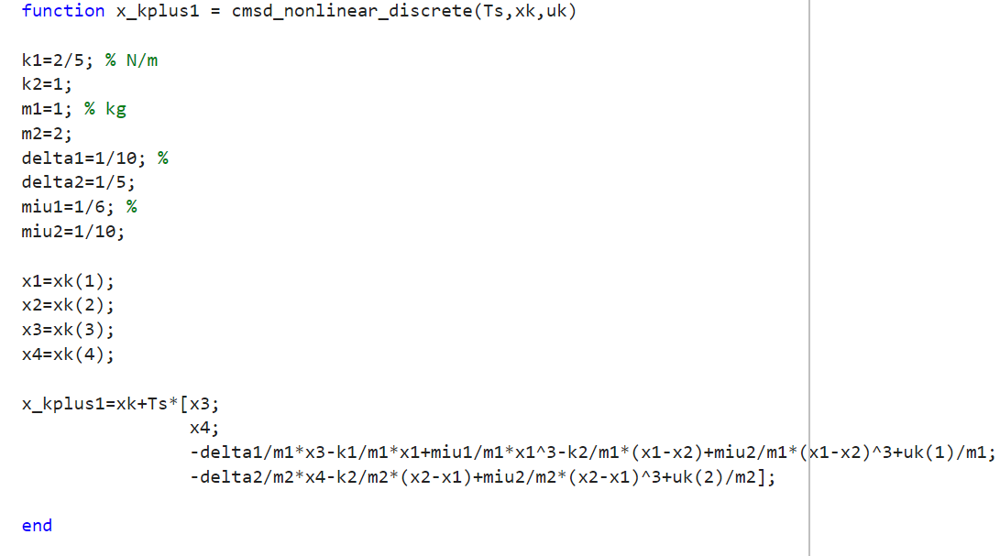 function x_kplus1 = cmsd_nonlinear_discrete(Ts,xk,uk)
k1=2/5; % N/m
k2=1;
m1=1; % kg
m2=2;
delta1=1/10; %
delta2=1/5;
miu1=1/6; %
miu2=1/10;
x1=xk(1);
x2=xk(2);
x3=xk(3);
x4=xk(4);
x_kplus1=xk+Ts*[x3;
x4;
-delta1/m1*x3-k1/m1*x1+miu1/m1*x1^3-k2/m1*(x1-x2)+miu2/m1*(x1-x2)^3+uk(1)/m1;
-delta2/m2*x4-k2/m2*(x2-x1)+miu2/m2*(x2-x1)^3+uk(2)/m2];
end